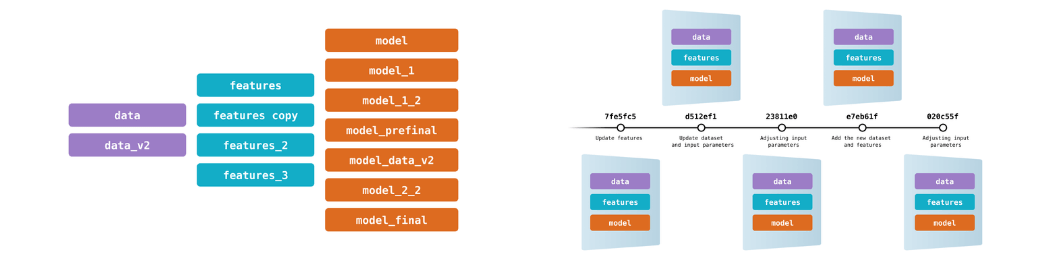 data
data_v2
features
features copy
features_2
features_3
model
model_1
model_1_2
model_prefinal
model_data_v2
model_2_2
model_final
data
features
model
data
features
model
7fe5fc5
d512ef1
23811e0
e7eb61f
020c55f
Update features
Update dataset
and input parameters
Adjusting input
parameters
Add the new dataset
and features
Adjusting input
parameters
data
features
model
data
features
model
data
features
model